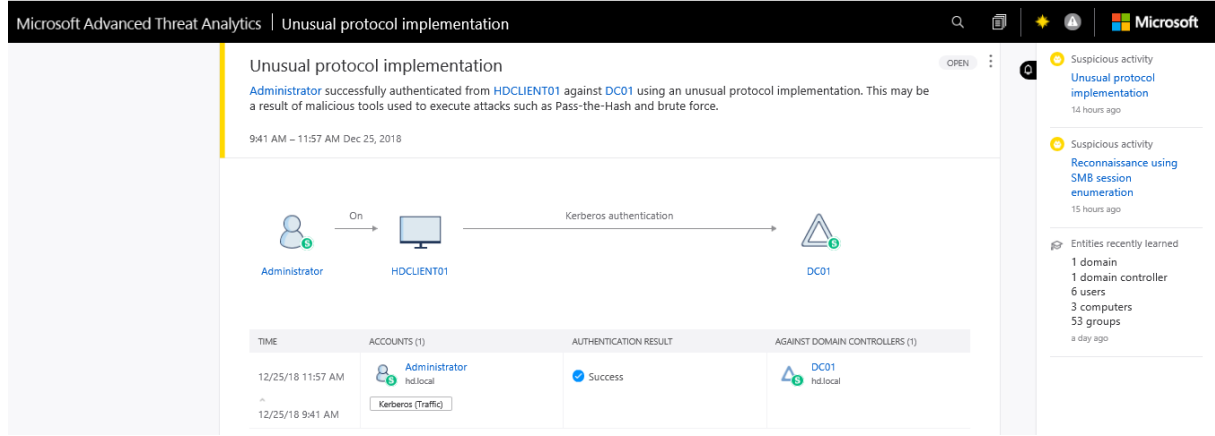 Microsoft Advanced Threat Analytics | Unusual protocol implementation
Microsoft
Unusual protocol implementation
OPEN
Administrator successfully authenticated from HDCLIENT01 against DC01 using an unusual protocol implementation. This may be
a result of malicious tools used to execute attacks such as Pass-the-Hash and brute force.
9:41 AM – 11:57 AM Dec 25, 2018
On
Kerberos authentication
Administrator
HDCLIENT01
DC01
TIME
ACCOUNTS (1)
AUTHENTICATION RESULT
AGAINST DOMAIN CONTROLLERS (1)
12/25/18 11:57 AM
12/25/18 9:41 AM
Administrator
hd.local
Kerberos (Traffic)
Success
DC01
hd.local
Suspicious activity
Unusual protocol
implementation
14 hours ago
Suspicious activity
Reconnaissance using
SMB session
enumeration
15 hours ago
Entities recently learned
1 domain
1 domain controller
6 users
3 computers
53 groups
a day ago